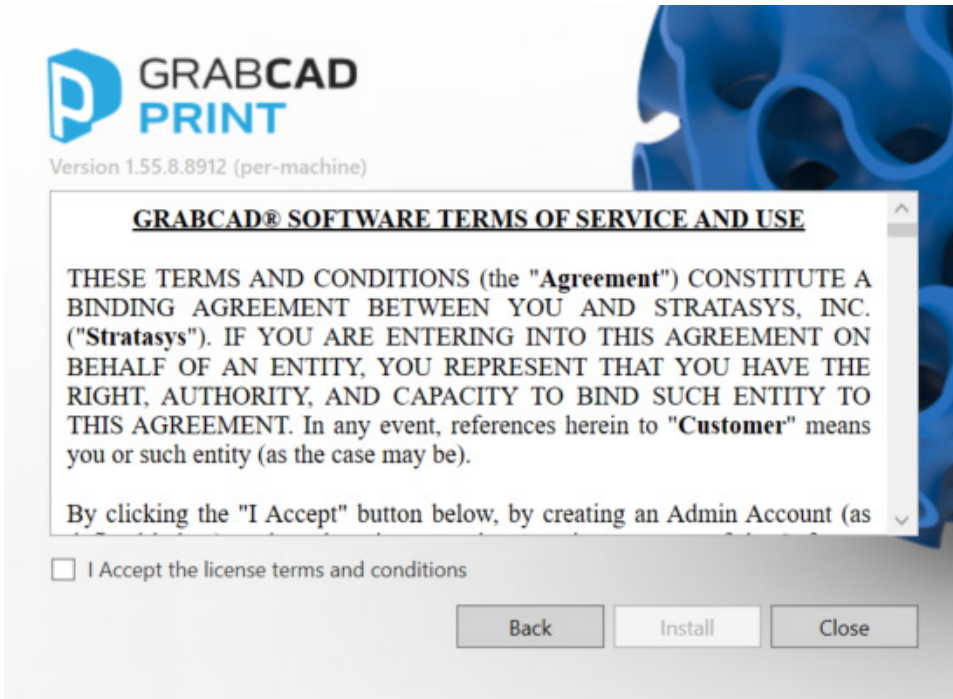 GRABCAD
PRINT
Version 1.55.8.8912 (per-machine)
GRABCAD® SOFTWARE TERMS OF SERVICE AND USE
THESE TERMS AND CONDITIONS (the "Agreement") CONSTITUTE A
BINDING AGREEMENT BETWEEN YOU AND STRATASYS, INC.
("Stratasys"). IF YOU ARE ENTERING INTO THIS AGREEMENT ON
BEHALF OF AN ENTITY, YOU REPRESENT THAT YOU HAVE THE
RIGHT, AUTHORITY, AND CAPACITY TO BIND SUCH ENTITY TO
THIS AGREEMENT. In any event, references herein to "Customer" means
you or such entity (as the case may be).
By clicking the "I Accept" button below, by creating an Admin Account (as
I Accept the license terms and conditions
Back Install Close